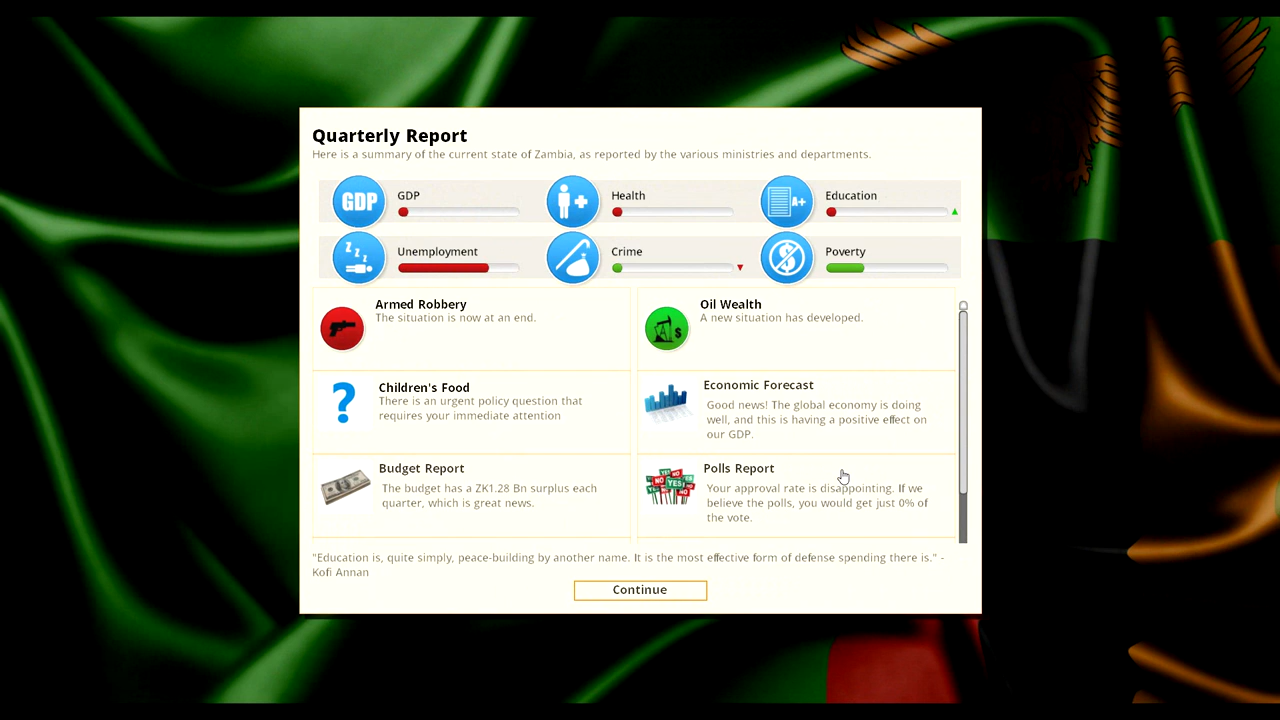 Quarterly Report
Here is a summary of the current state of Zambia, as reported by the various ministries and departments.
GDP
GDP
Health
A+
Education
Z Z Z
Unemployment
Crime
$
Poverty
Armed Robbery
The situation is now at an end.
$
Oil Wealth
A new situation has developed.
?
Children's Food
There is an urgent policy question that
requires your immediate attention
Economic Forecast
Good news! The global economy is doing
well, and this is having a positive effect on
our GDP.
Budget Report
The budget has a ZK1.28 Bn surplus each
quarter, which is great news.
YES NO
NO YES
NO
Polls Report
Your approval rate is disappointing. If we
believe the polls, you would get just 0% of
the vote.
"Education is, quite simply, peace-building by another name. It is the most effective form of defense spending there is." -
Kofi Annan
Continue